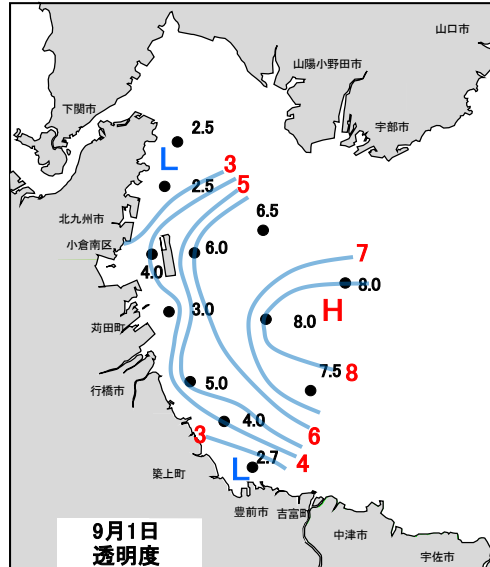 山口市
山陽小野田市
下関市
宇部市
2.5
L
3
2.5
5
北九州市
6.5
小倉南区
6.0
7
4.0
8.0
H
3.0
8.0
苅田町
7.5
8
5.0
行橋市
4.0
3
6
2.7
4
L
築上町
豊前市
吉富町
中津市
宇佐市
9月1日
透明度